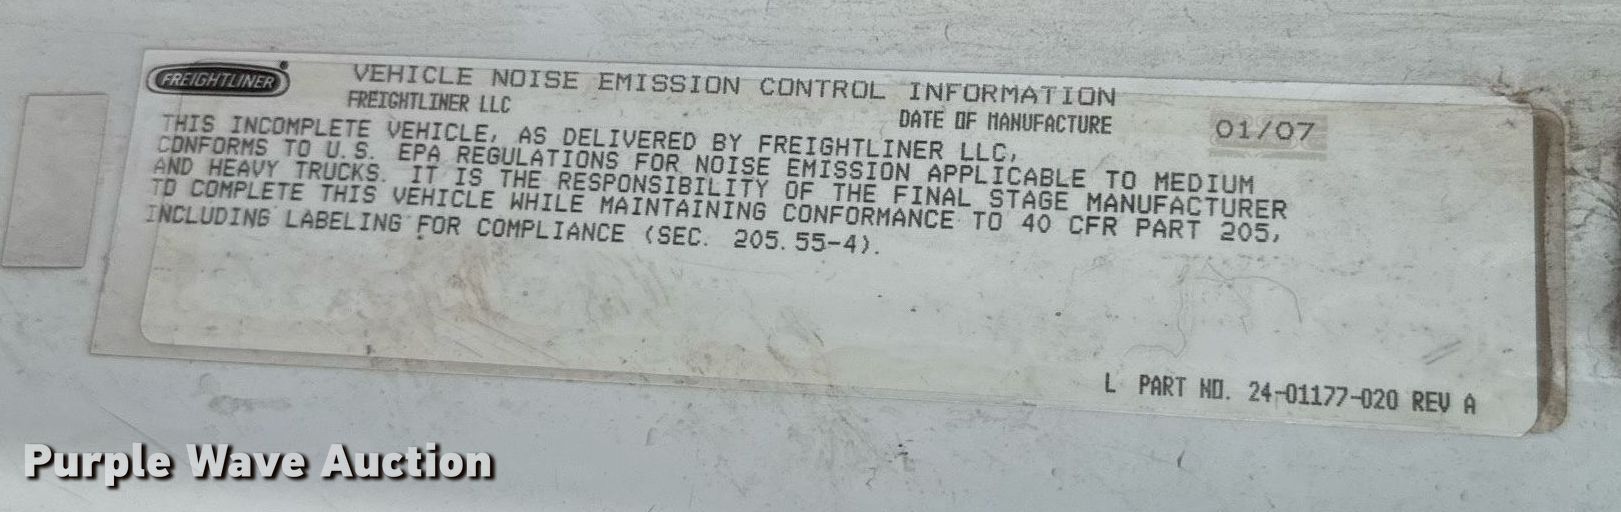 FREIGHTLINER
VEHICLE NOISE EMISSION CONTROL INFORMATION
FREIGHTLINER LLC
DATE OF MANUFACTURE 01/07
THIS INCOMPLETE VEHICLE, AS DELIVERED BY FREIGHTLINER LLC,
CONFORMS TO U.S. EPA REGULATIONS FOR NOISE EMISSION APPLICABLE TO MEDIUM
AND HEAVY TRUCKS. IT IS THE RESPONSIBILITY OF THE FINAL STAGE MANUFACTURER
TO COMPLETE THIS VEHICLE WHILE MAINTAINING CONFORMANCE TO 40 CFR PART 205,
INCLUDING LABELING FOR COMPLIANCE (SEC. 205.55-4).
L PART NO. 24-01177-020 REV A
Purple Wave Auction